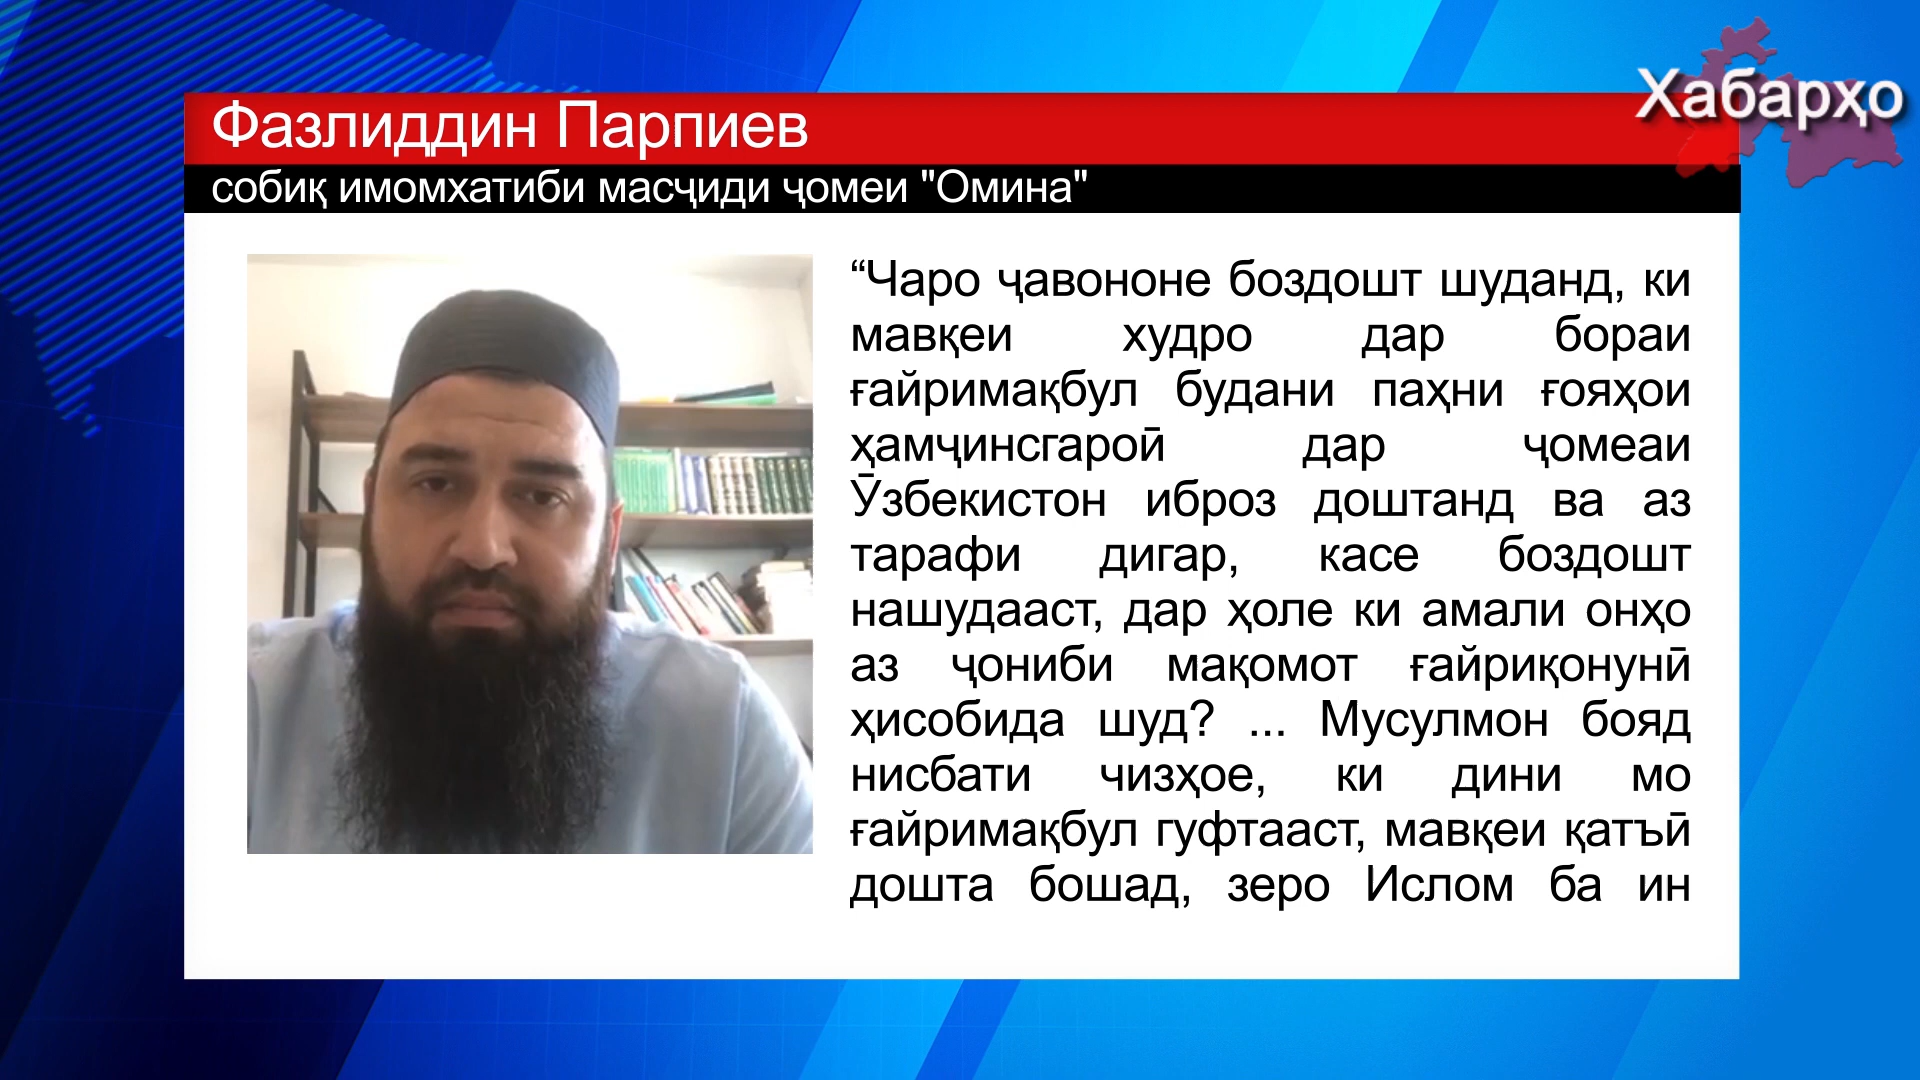 Хабарҳо
Фазлиддин Парпиев
собиқ имомхатиби масҷиди ҷомеи "Омина"
“Чаро ҷавононе боздошт шуданд, ки
мавқеи худро дар бораи
ғайримақбул будани паҳни ғояҳои
ҳамҷинсгароӣ дар ҷомеаи
Ӯзбекистон иброз доштанд ва аз
тарафи дигар, касе боздошт
нашудааст, дар ҳоле ки амали онҳо
аз ҷониби мақомот ғайриқонунӣ
ҳисобида шуд? ... Мусулмон бояд
нисбати чизҳое, ки дини мо
ғайримақбул гуфтааст, мавқеи қатъӣ
дошта бошад, зеро Ислом ба ин